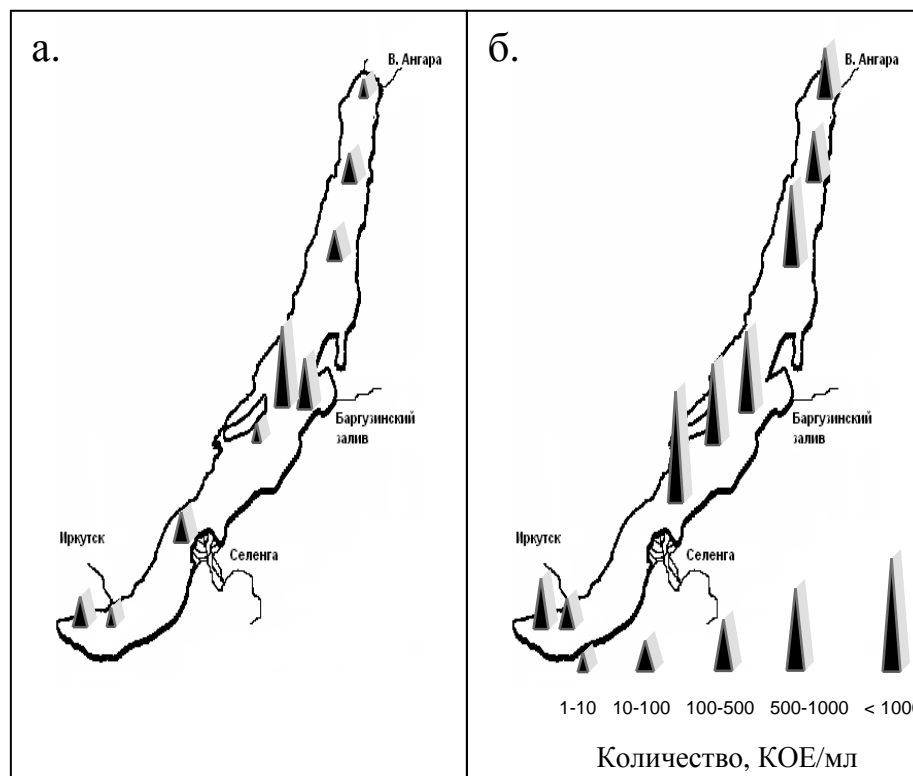 а.
В. Ангара
Баргузинский
залив
Иркутск
Селенга
б.
В. Ангара
Баргузинский
залив
Иркутск
Селенга
1-10 10-100 100-500 500-1000 < 100
Количество, КОЕ/мл